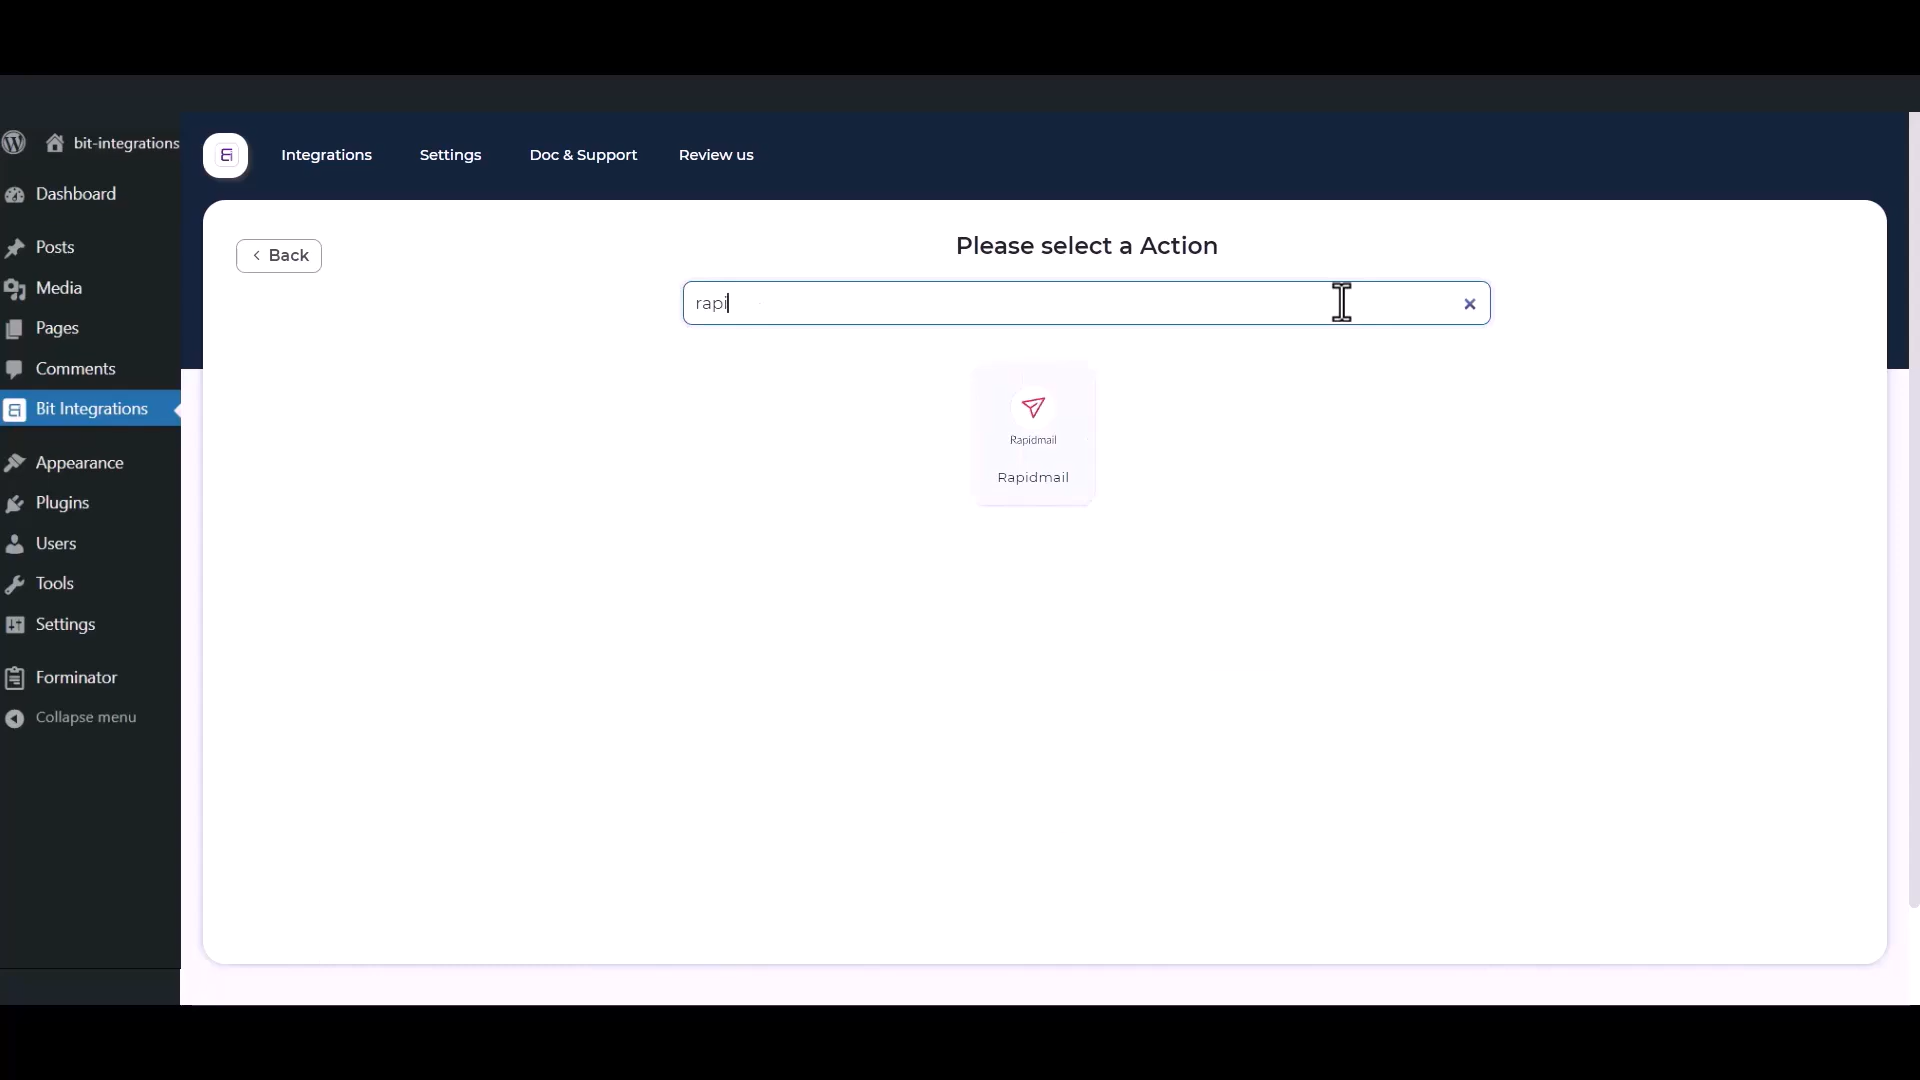 bit-integrations
Dashboard
Posts
Media
Pages
Comments
Bit Integrations
Appearance
Plugins
Users
Tools
Settings
Forminator
Collapse menu
Integrations Settings Doc & Support Review us
Back
Please select a Action
rapi
Rapidmail
Rapidmail